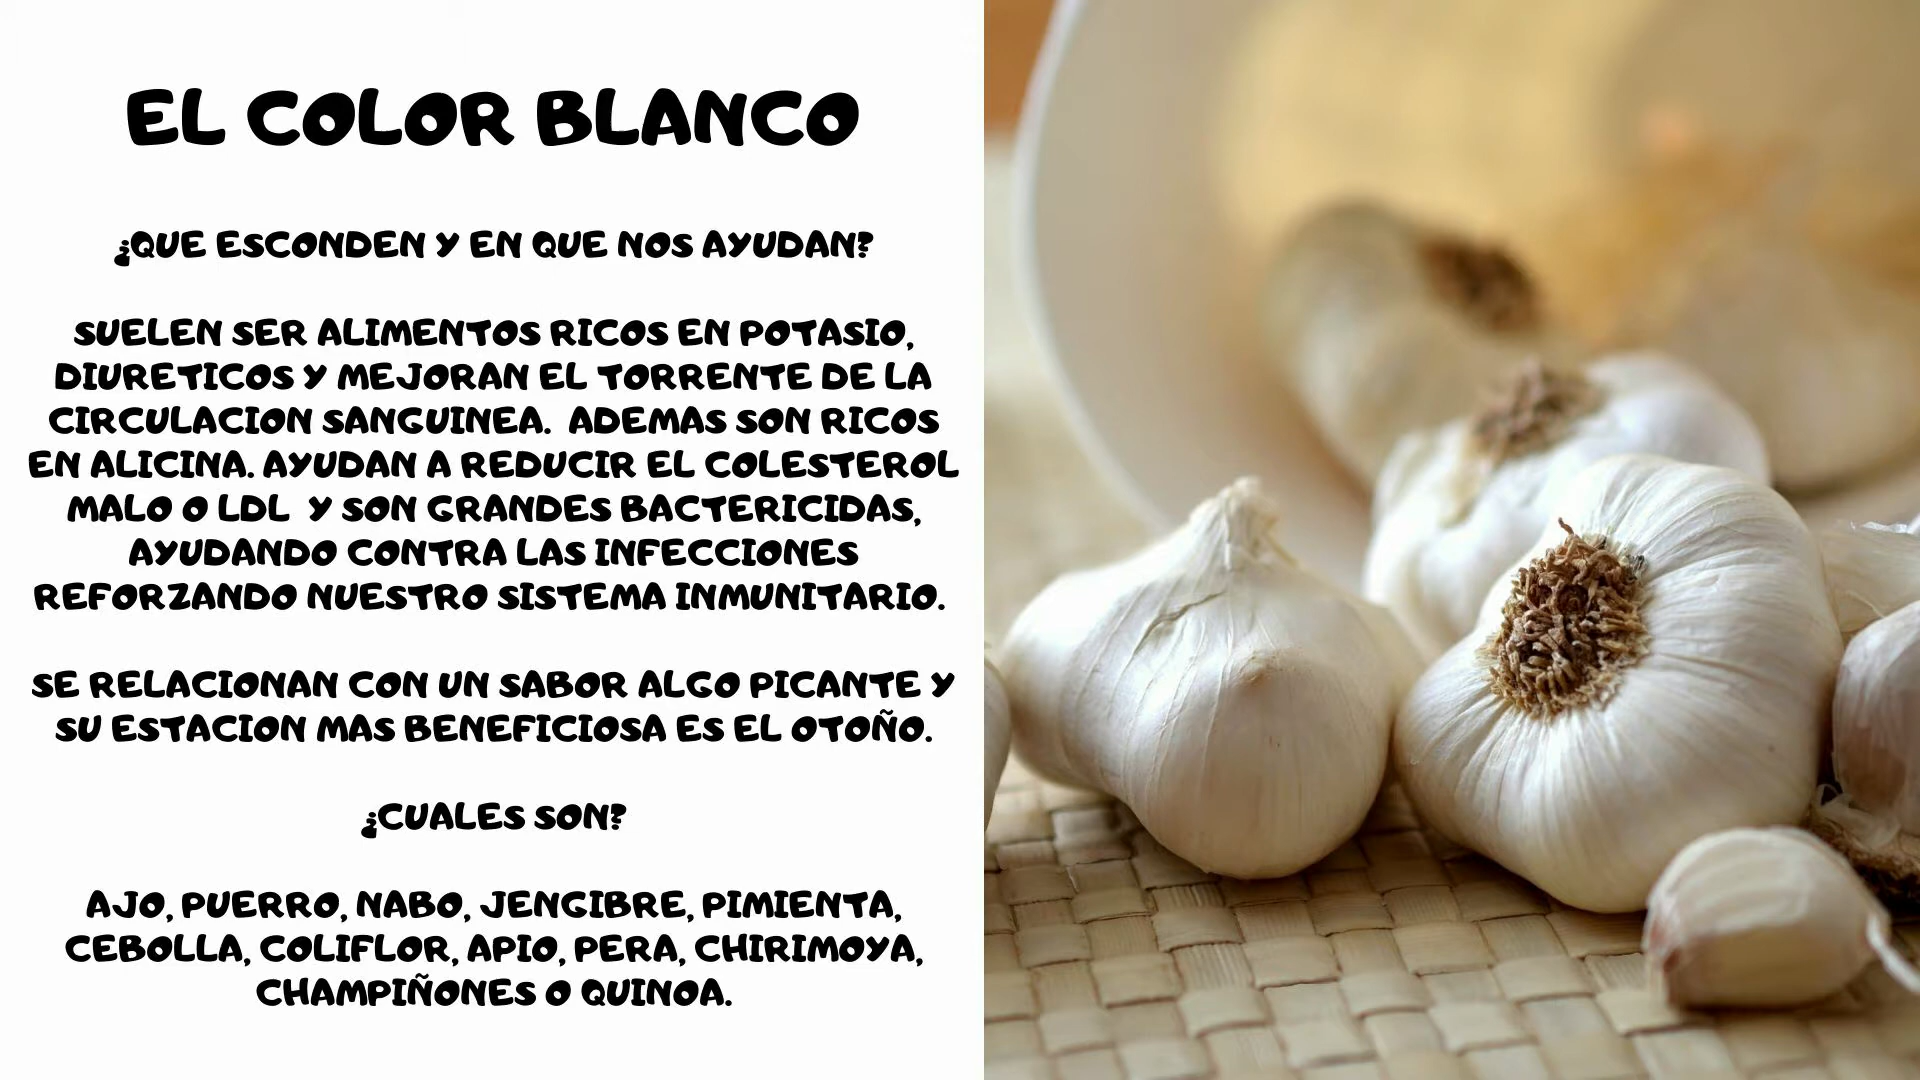 EL COLOR BLANCO
¿QUE ESCONDEN Y EN QUE NOS AYUDAN?
SUELEN SER ALIMENTOS RICOS EN POTASIO,
DIURETICOS Y MEJORAN EL TORRENTE DE LA
CIRCULACION SANGUINEA. ADEMAS SON RICOS
EN ALICINA. AYUDAN A REDUCIR EL COLESTEROL
MALO O LDL Y SON GRANDES BACTERICIDAS,
AYUDANDO CONTRA LAS INFECCIONES
REFORZANDO NUESTRO SISTEMA INMUNITARIO.
SE RELACIONAN CON UN SABOR ALGO PICANTE Y
SU ESTACION MAS BENEFICIOSA ES EL OTOÑO.
¿CUALES SON?
AJO, PUERRO, NABO, JENGIBRE, PIMIENTA,
CEBOLLA, COLIFLOR, APIO, PERA, CHIRIMOYA,
CHAMPIÑONES O QUINOA.